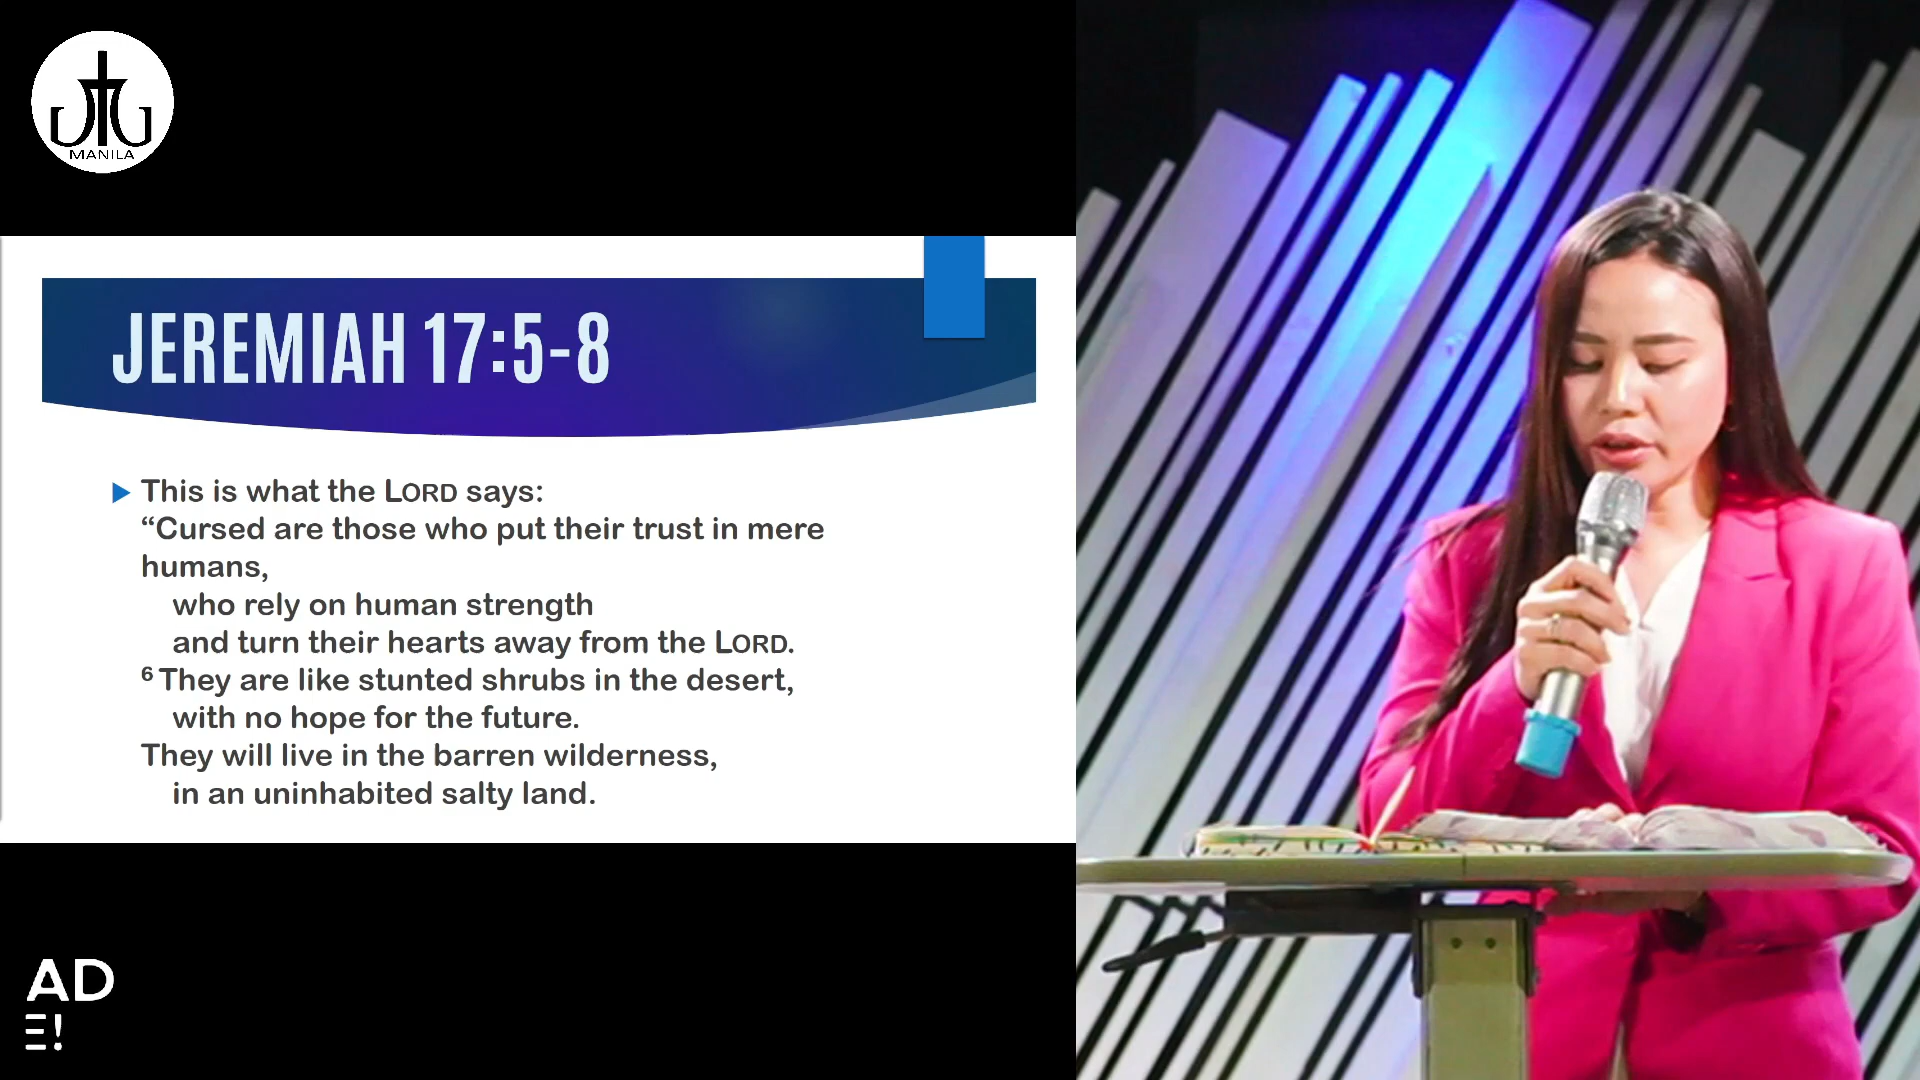 JTG
MANILA
JEREMIAH 17:5-8
This is what the LORD says:
“Cursed are those who put their trust in mere
humans,
who rely on human strength
and turn their hearts away from the LORD.
6 They are like stunted shrubs in the desert,
with no hope for the future.
They will live in the barren wilderness,
in an uninhabited salty land.
AD
E!